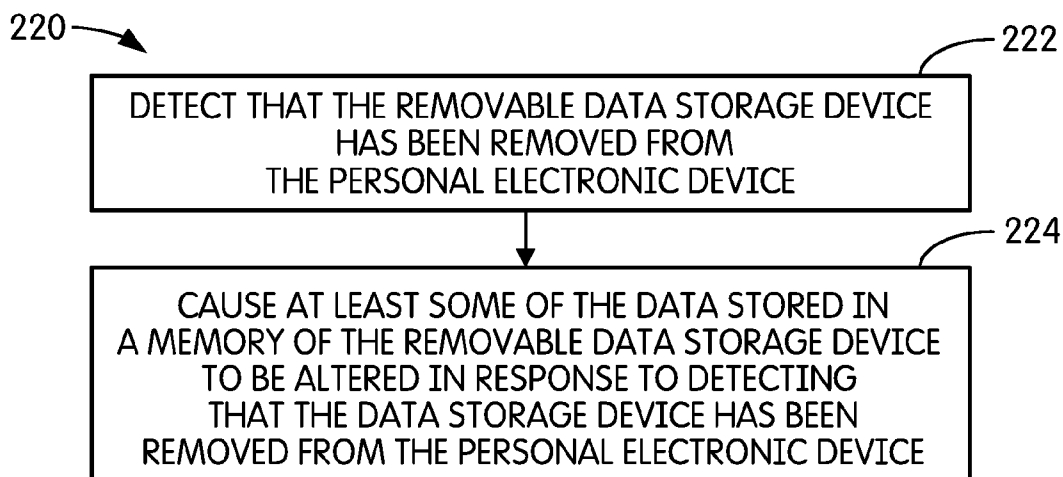 220
222
DETECT THAT THE REMOVABLE DATA STORAGE DEVICE
HAS BEEN REMOVED FROM
THE PERSONAL ELECTRONIC DEVICE
224
CAUSE AT LEAST SOME OF THE DATA STORED IN
A MEMORY OF THE REMOVABLE DATA STORAGE DEVICE
TO BE ALTERED IN RESPONSE TO DETECTING
THAT THE DATA STORAGE DEVICE HAS BEEN
REMOVED FROM THE PERSONAL ELECTRONIC DEVICE